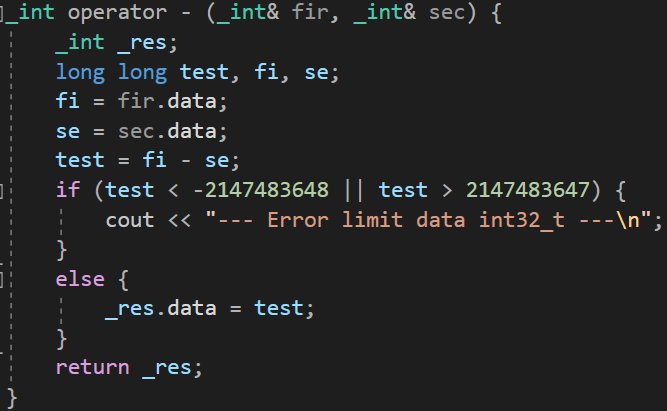 _int operator - (_int& fir, _int& sec) {
    _int _res;
    long long test, fi, se;
    fi = fir.data;
    se = sec.data;
    test = fi - se;
    if (test < -2147483648 || test > 2147483647) {
        cout << "--- Error limit data int32_t ---\n";
    }
    else {
        _res.data = test;
    }
    return _res;
}